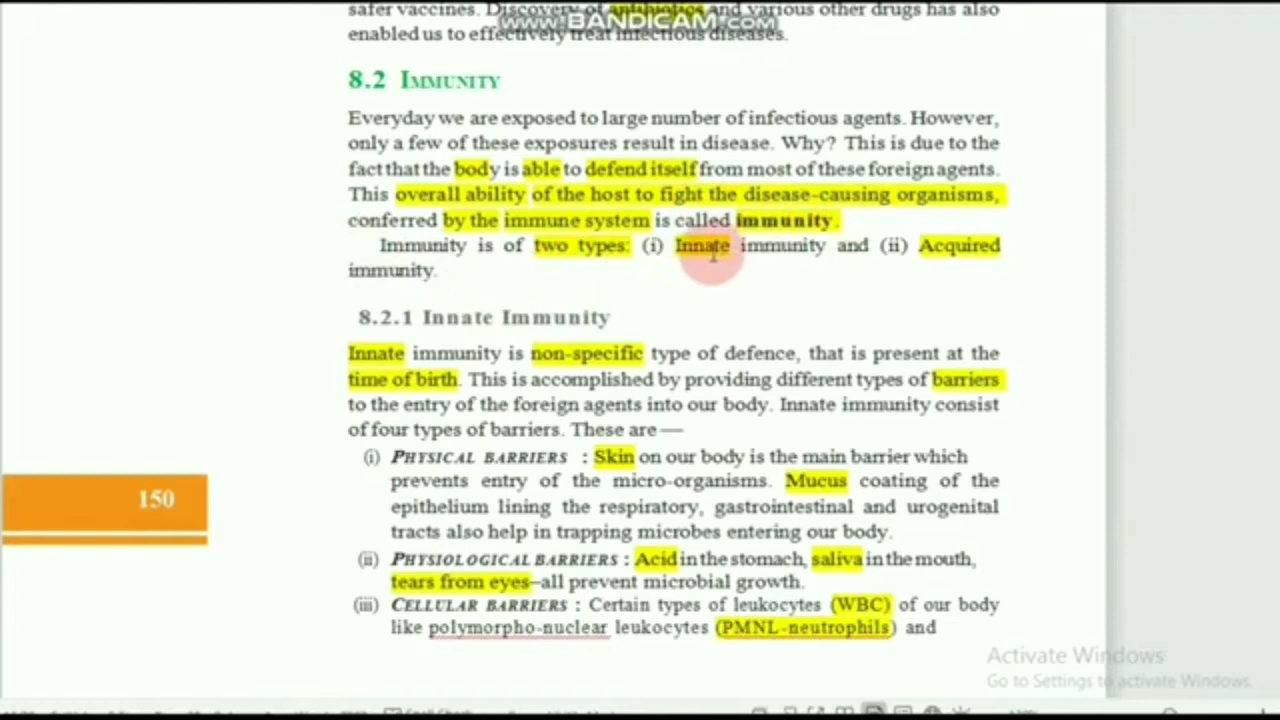 safer vaccines. Discovery of antibiotics and various other drugs has also
www.BANDICAM.com
enabled us to effectively treat infectious diseases.
8.2 IMMUNITY
Everyday we are exposed to large number of infectious agents. However,
only a few of these exposures result in disease. Why? This is due to the
fact that the body is able to defend itself from most of these foreign agents.
This overall ability of the host to fight the disease-causing organisms,
conferred by the immune system is called immunity.
Immunity is of two types: (i) Innate immunity and (ii) Acquired
immunity.
8.2.1 Innate Immunity
Innate immunity is non-specific type of defence, that is present at the
time of birth. This is accomplished by providing different types of barriers
to the entry of the foreign agents into our body. Innate immunity consist
of four types of barriers. These are —
(i) PHYSICAL BARRIERS : Skin on our body is the main barrier which
prevents entry of the micro-organisms. Mucus coating of the
epithelium lining the respiratory, gastrointestinal and urogenital
tracts also help in trapping microbes entering our body.
(ii) PHYSIOLOGICAL BARRIERS : Acid in the stomach, saliva in the mouth,
tears from eyes–all prevent microbial growth.
(iii) CELLULAR BARRIERS : Certain types of leukocytes (WBC) of our body
like polymorpho-nuclear leukocytes (PMNL-neutrophils) and
150
Activate Windows
Go to Settings to activate Windows.